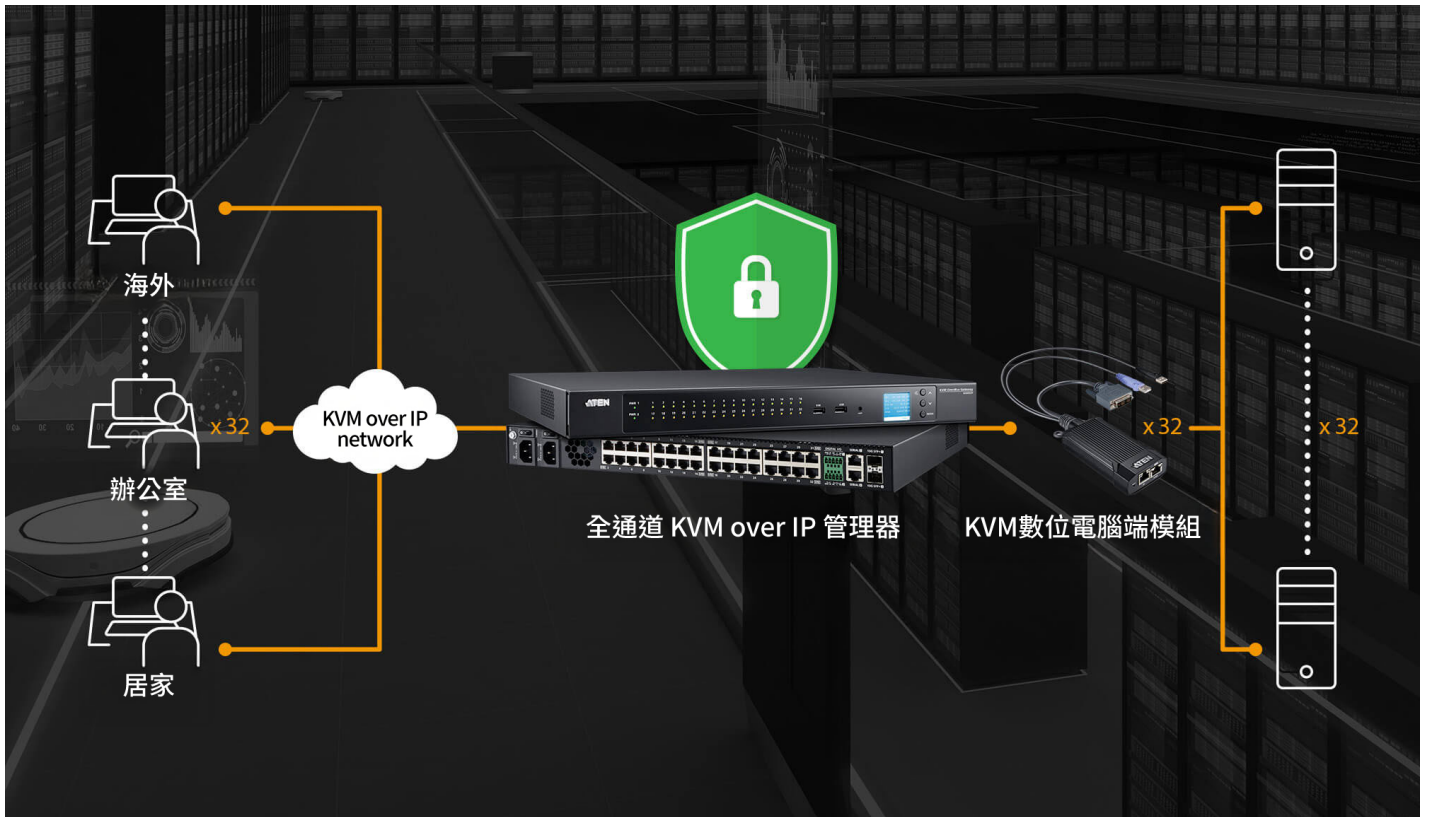 海外
辦公室
居家
x 32
KVM over IP
network
ATEN
全通道 KVM over IP 管理器
ATEN
KVM數位電腦端模組
x 32
x 32